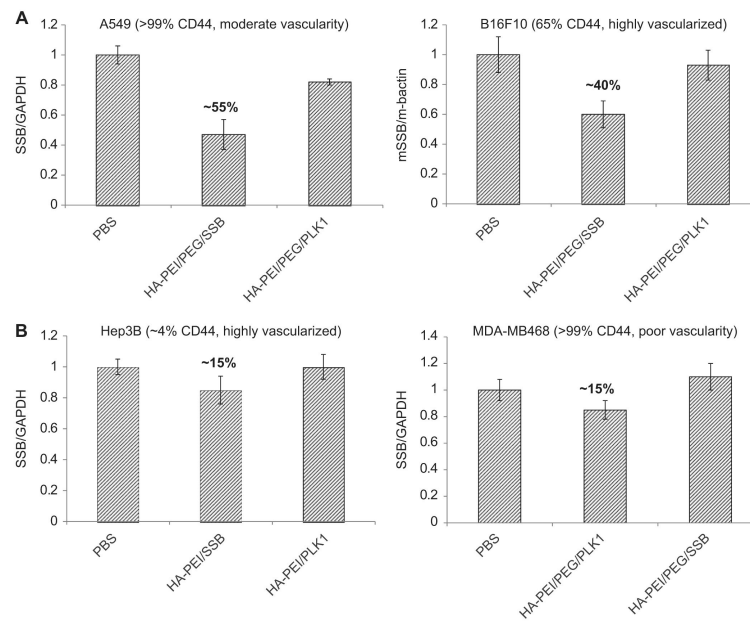 A
A549 (>99% CD44, moderate vascularity)
SSB/GAPDH
1.2
1
0.8
0.6
0.4
0.2
0
~55%
PBS
HA-PEI/PEG/SSB
HA-PEI/PEG/PLK1
B16F10 (65% CD44, highly vascularized)
mSSB/m-bactin
1.2
1
0.8
0.6
0.4
0.2
0
~40%
PBS
HA-PEI/PEG/SSB
HA-PEI/PEG/PLK1
B
Hep3B (~4% CD44, highly vascularized)
SSB/GAPDH
1.2
1
0.8
0.6
0.4
0.2
0
~15%
PBS
HA-PEI/SSB
HA-PEI/PLK1
MDA-MB468 (>99% CD44, poor vascularity)
SSB/GAPDH
1.4
1.2
1
0.8
0.6
0.4
0.2
0
~15%
PBS
HA-PEI/PEG/PLK1
HA-PEI/PEG/SSB